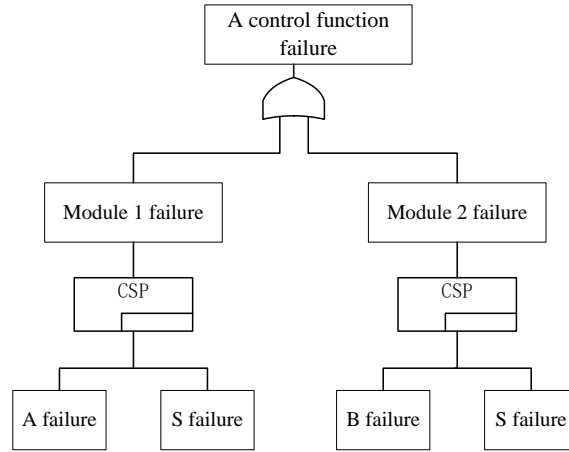 A control function
failure
Module 1 failure
Module 2 failure
CSP
CSP
A failure
S failure
B failure
S failure